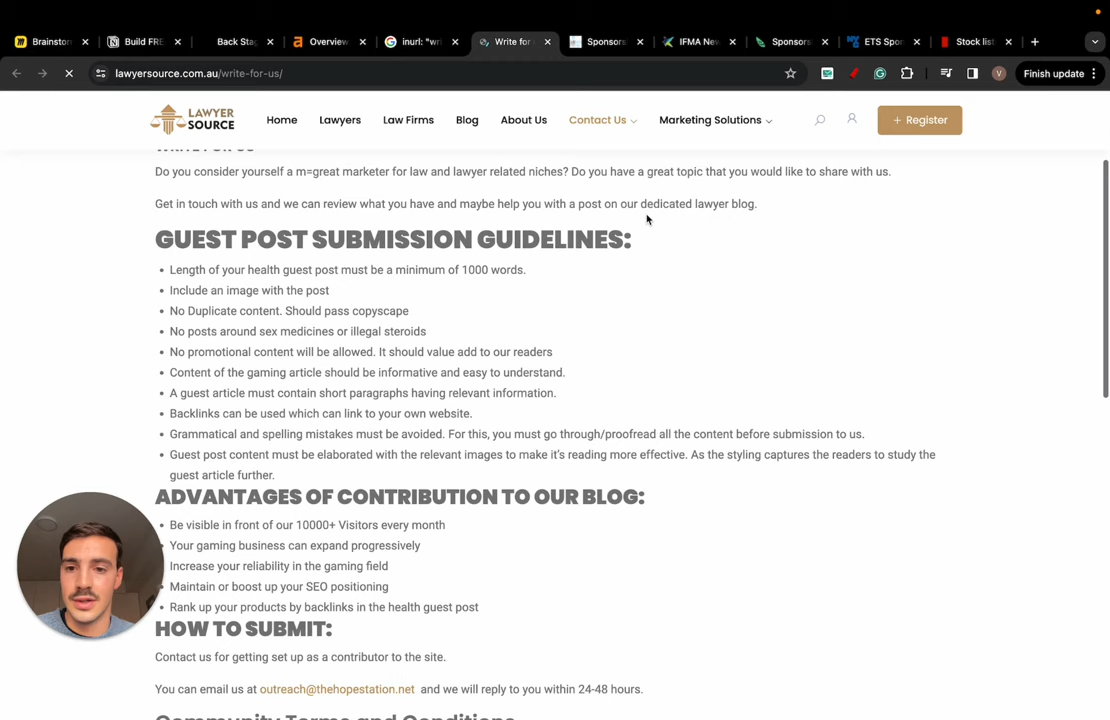 Brainstorm
Build FRE
Back Stag
Overview
inurl: "wri
Write for
Sponsors
IFMA New
Sponsors
ETS Spor
Stock list
lawyersource.com.au/write-for-us/
V
Finish update
LAWYER
SOURCE
Home
Lawyers
Law Firms
Blog
About Us
Contact Us
Marketing Solutions
+ Register
Do you consider yourself a m=great marketer for law and lawyer related niches? Do you have a great topic that you would like to share with us.
Get in touch with us and we can review what you have and maybe help you with a post on our dedicated lawyer blog.
GUEST POST SUBMISSION GUIDELINES:
• Length of your health guest post must be a minimum of 1000 words.
• Include an image with the post
• No Duplicate content. Should pass copyscape
• No posts around sex medicines or illegal steroids
• No promotional content will be allowed. It should value add to our readers
• Content of the gaming article should be informative and easy to understand.
• A guest article must contain short paragraphs having relevant information.
• Backlinks can be used which can link to your own website.
• Grammatical and spelling mistakes must be avoided. For this, you must go through/proofread all the content before submission to us.
• Guest post content must be elaborated with the relevant images to make it's reading more effective. As the styling captures the readers to study the
guest article further.
ADVANTAGES OF CONTRIBUTION TO OUR BLOG:
• Be visible in front of our 10000+ Visitors every month
• Your gaming business can expand progressively
Increase your reliability in the gaming field
• Maintain or boost up your SEO positioning
• Rank up your products by backlinks in the health guest post
HOW TO SUBMIT:
Contact us for getting set up as a contributor to the site.
You can email us at outreach@thehopestation.net and we will reply to you within 24-48 hours.
Community Terms and Conditions